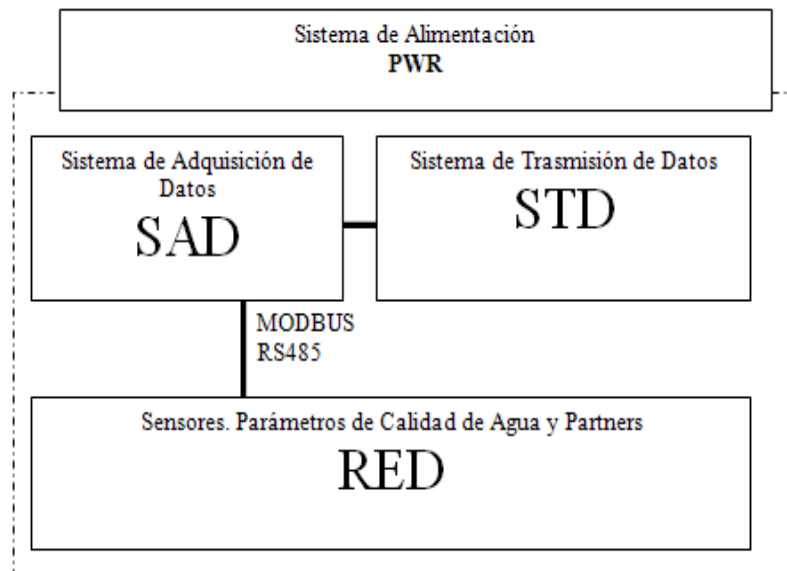 Sistema de Alimentación
PWR
Sistema de Adquisición de
Datos
SAD
Sistema de Trasmisión de Datos
STD
MODBUS
RS485
Sensores. Parámetros de Calidad de Agua y Partners
RED